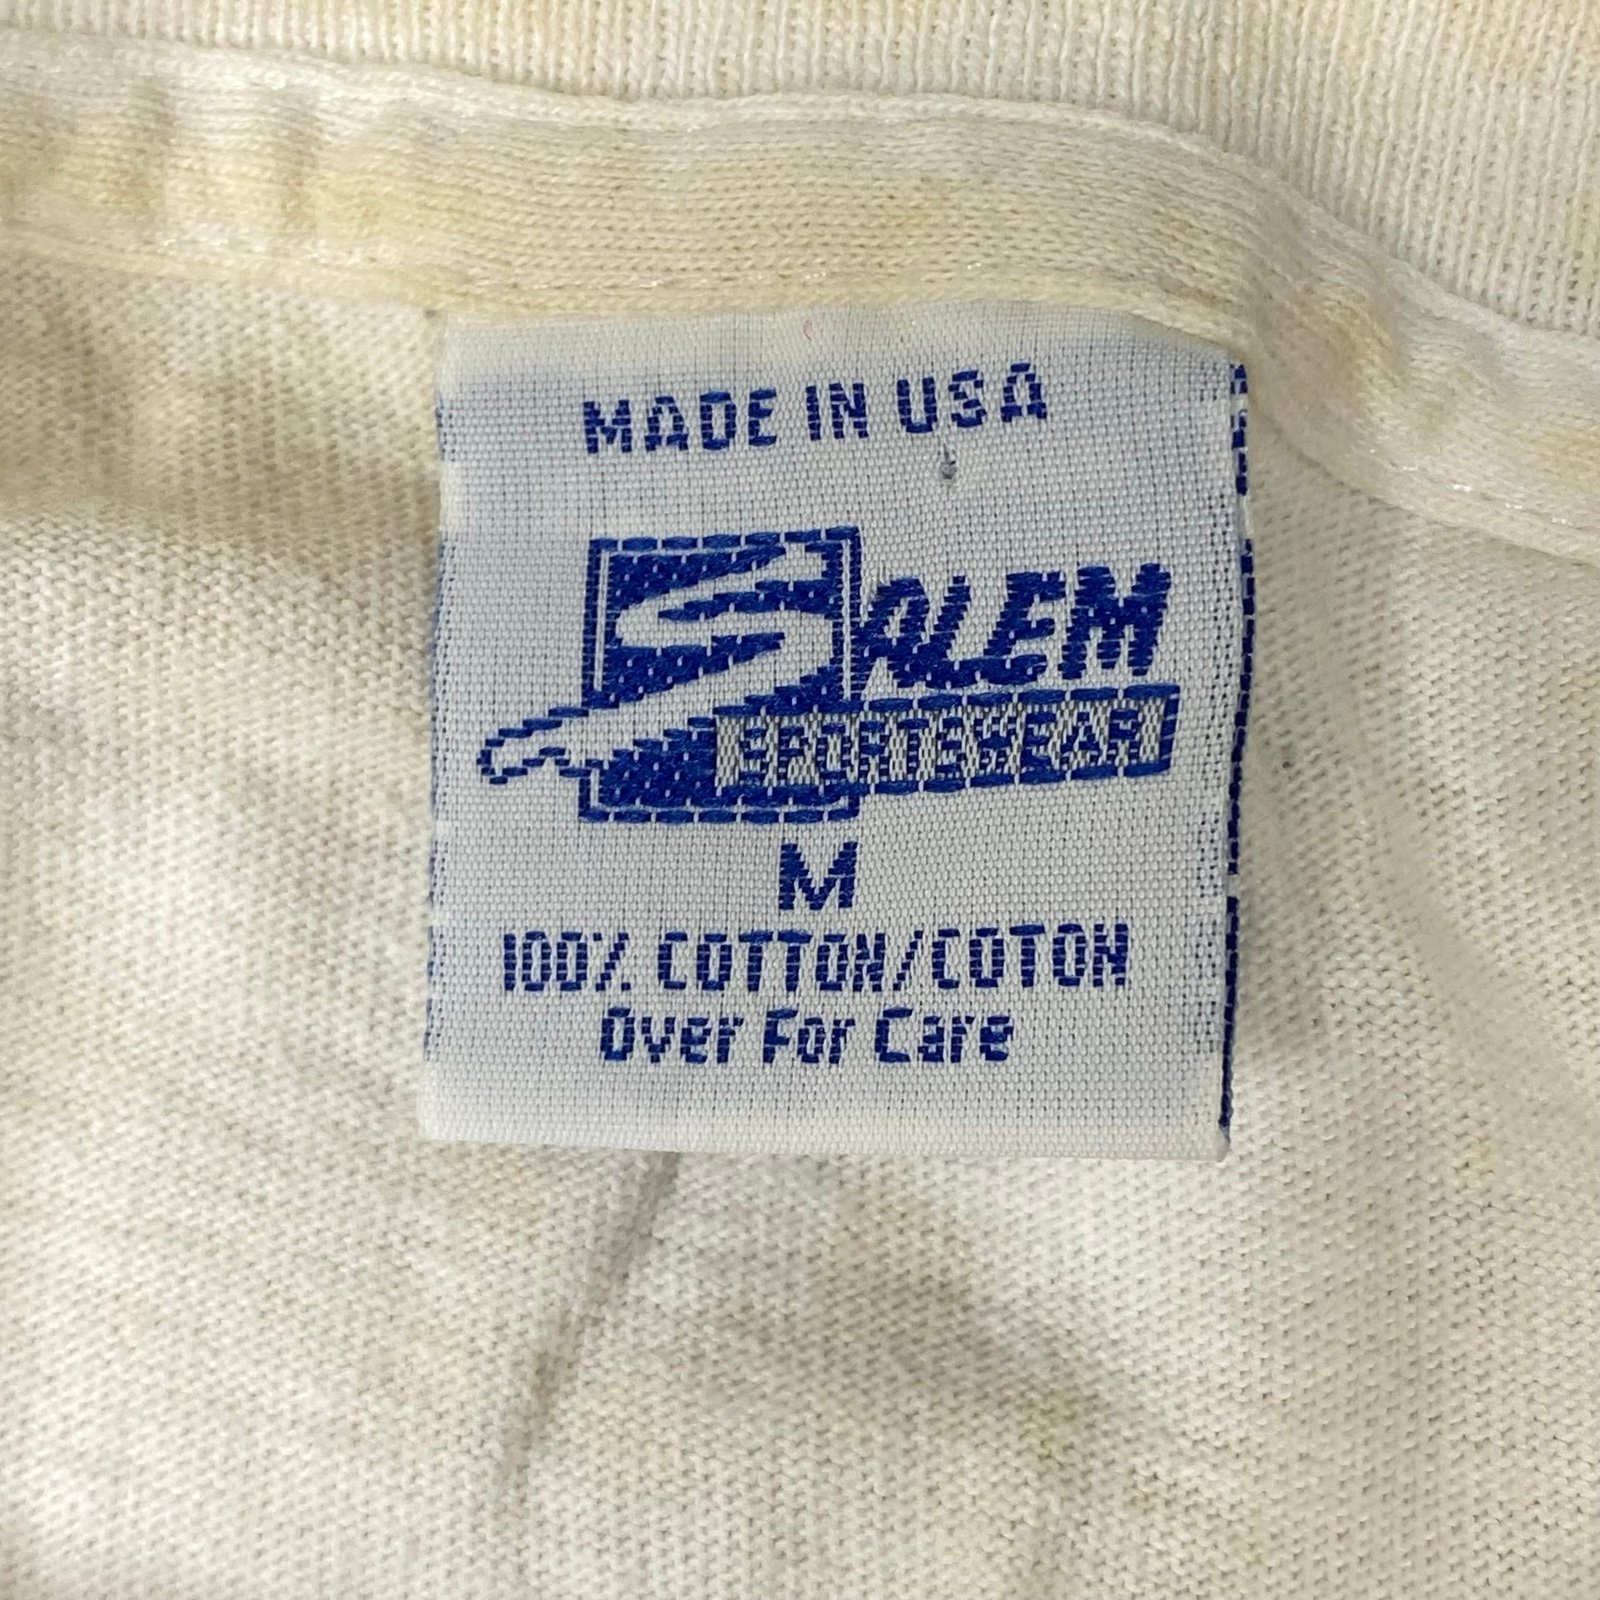 MADE IN USA
SALEM
SPORTSWEAR
M
100% COTTON/COTON
Over For Care